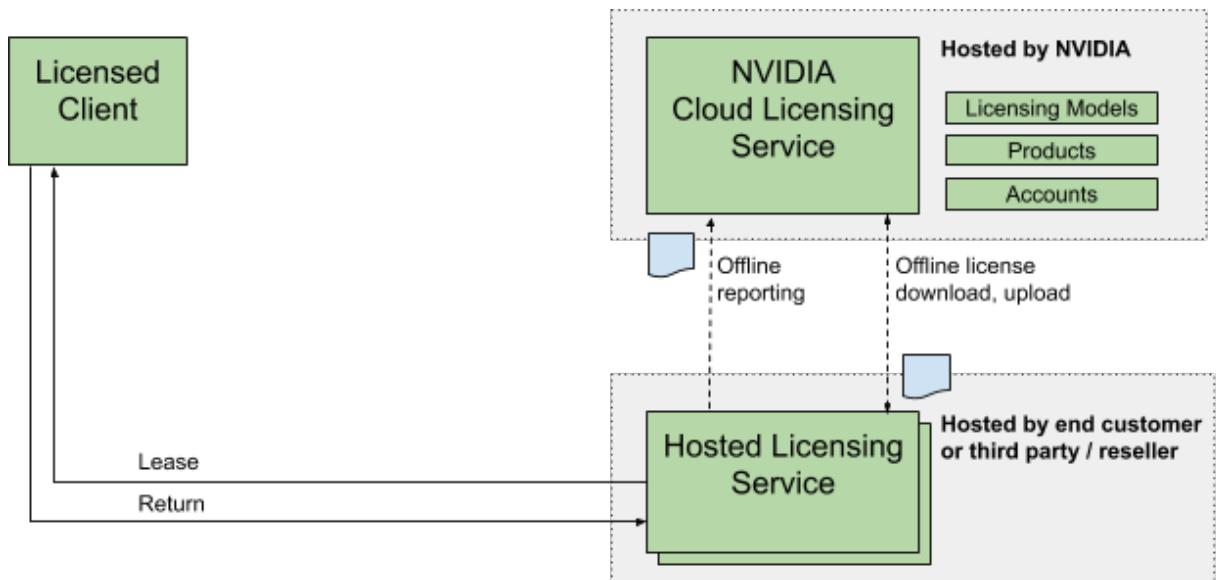 Licensed
Client
NVIDIA
Cloud Licensing
Service
Hosted by NVIDIA
Licensing Models
Products
Accounts
Offline
reporting
Offline license
download, upload
Lease
Return
Hosted Licensing
Service
Hosted by end customer
or third party / reseller